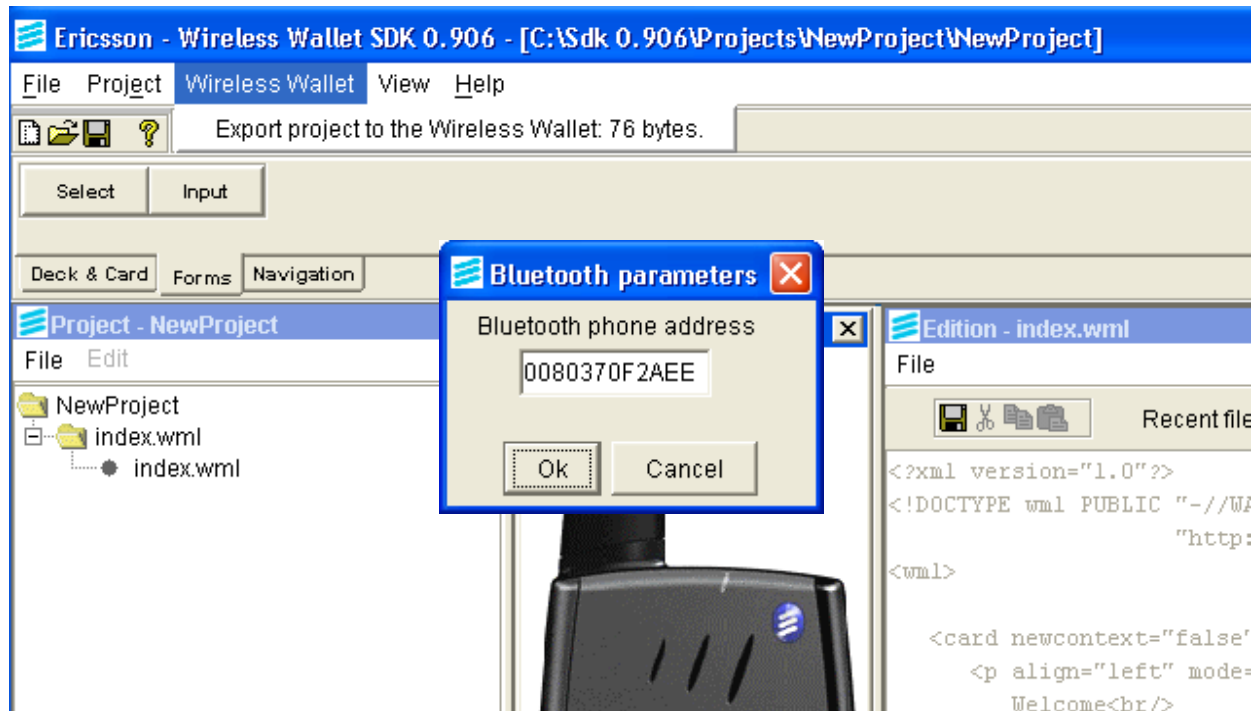 Ericsson - Wireless Wallet SDK 0.906 - [C:\Sdk 0.906\Projects\NewProject\NewProject]
File Project Wireless Wallet View Help
Export project to the Wireless Wallet: 76 bytes.
Select Input
Deck & Card Forms Navigation
Bluetooth parameters
Bluetooth phone address
0080370F2AEE
Ok Cancel
Project - NewProject
File Edit
NewProject
index.wml
index.wml
Edition - index.wml
File
Recent file
<?xml version="1.0"?>
<!DOCTYPE wml PUBLIC "-//WA
"http:
<wml>
<card newcontext="false"
<p align="left" mode=
Welcome<br/>